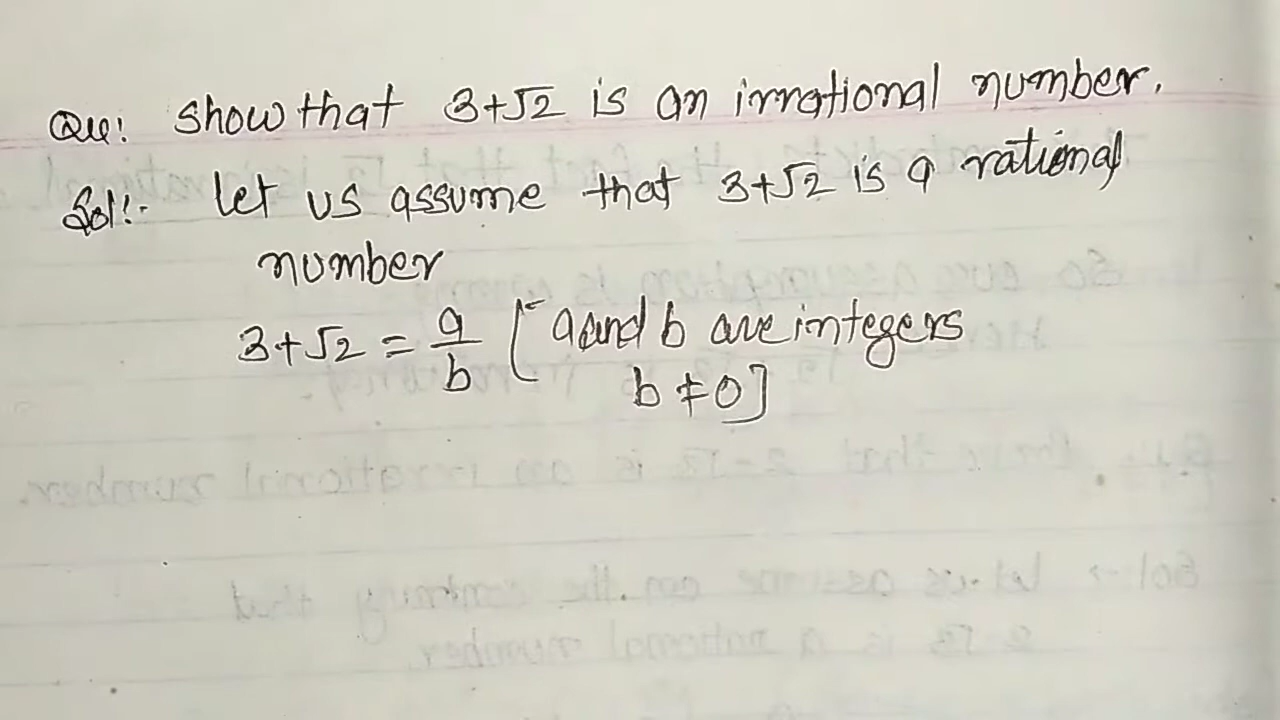 Qu: Show that 3+√2 is an irrational number.
Sol:- let us assume that 3+√2 is a rational
number
3+√2 = a/b [a and b are integers
b ≠ 0]